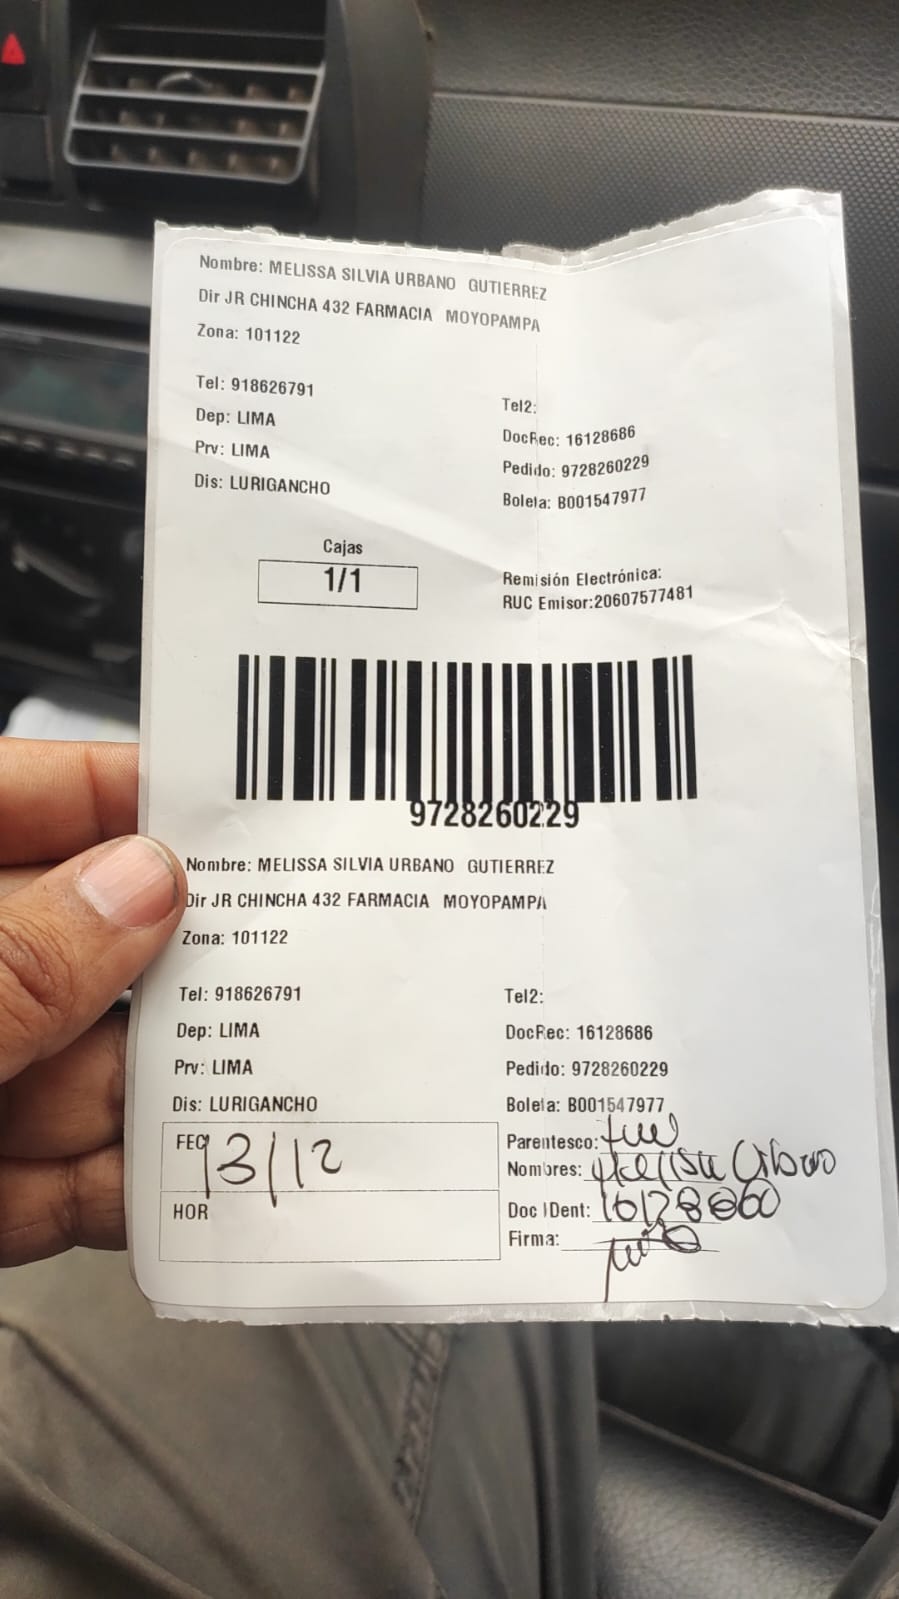 Nombre: MELISSA SILVIA URBANO GUTIERREZ
Dir JR CHINCHA 432 FARMACIA MOYOPAMPA
Zona: 101122
Tel: 918626791
Tel2:
Dep: LIMA
DocRec: 16128686
Prv: LIMA
Pedido: 9728260229
Dis: LURIGANCHO
Boleta: B001547977
Cajas
1/1
Remisión Electrónica:
RUC Emisor:20607577481
9728260229
Nombre: MELISSA SILVIA URBANO GUTIERREZ
Dir JR CHINCHA 432 FARMACIA MOYOPAMPA
Zona: 101122
Tel: 918626791
Tel2:
Dep: LIMA
DocRec: 16128686
Prv: LIMA
Pedido: 9728260229
Dis: LURIGANCHO
Boleta: B001547977
FEC 13/12
Parentesco:
Nombres: Melissa Urbano
HOR
Doc IDent:
Firma: